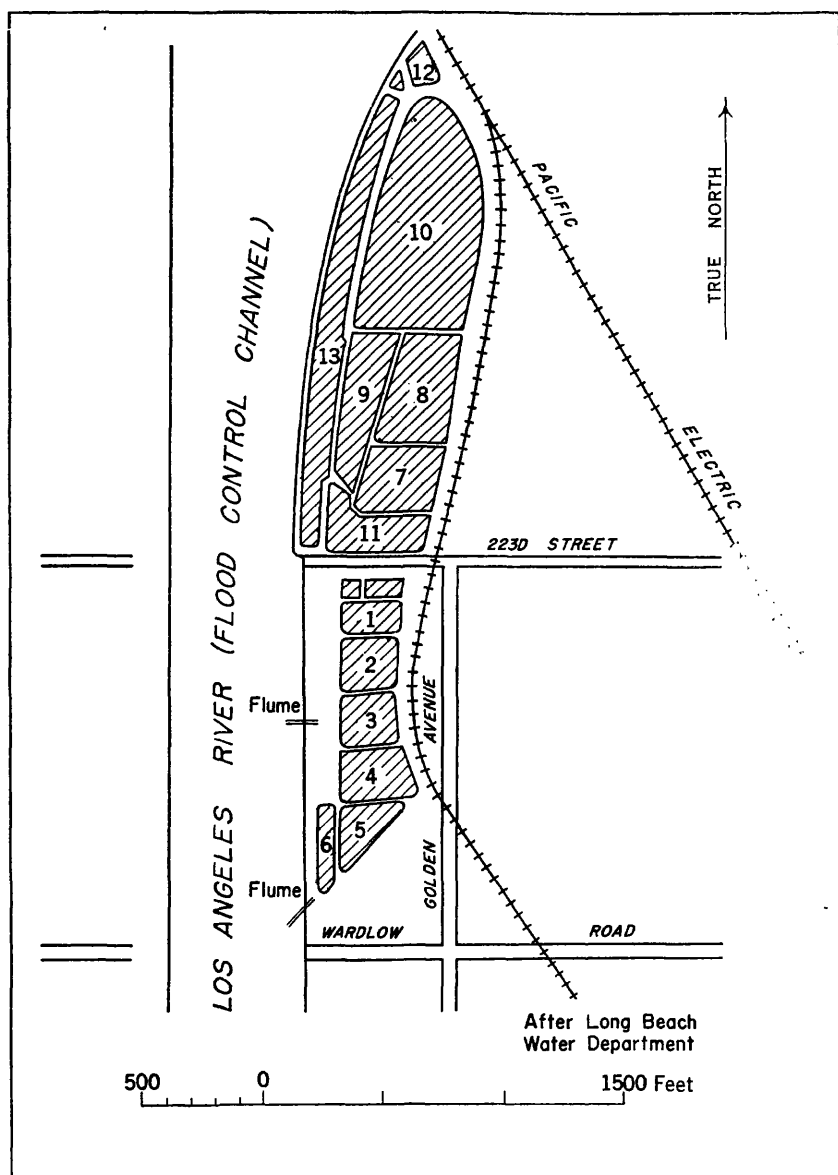 12
PACIFIC
TRUE NORTH
10
LOS ANGELES RIVER (FLOOD CONTROL CHANNEL)
13
9
8
ELECTRIC
7
11
223D STREET
1
2
Flume
3
AVENUE
4
5
6
GOLDEN
Flume
WARDLOW ROAD
After Long Beach
Water Department
500 0 1500 Feet